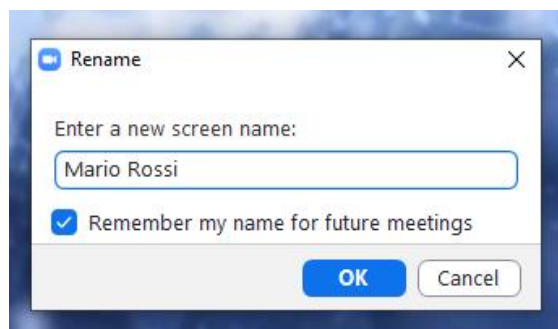 Rename
Enter a new screen name:
Mario Rossi
Remember my name for future meetings
OK Cancel